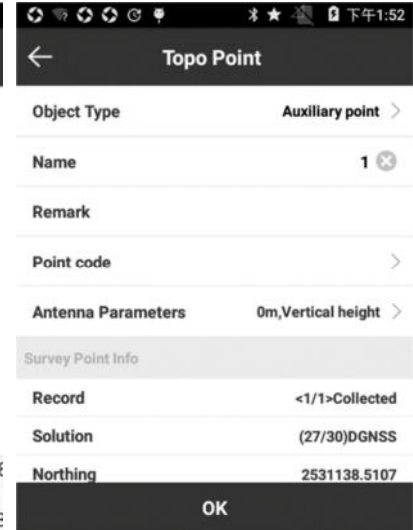 下午1:52
Topo Point
Object Type Auxiliary point
Name 1
Remark
Point code
Antenna Parameters 0m,Vertical height
Survey Point Info
Record <1/1>Collected
Solution (27/30)DGNSS
Northing 2531138.5107
OK